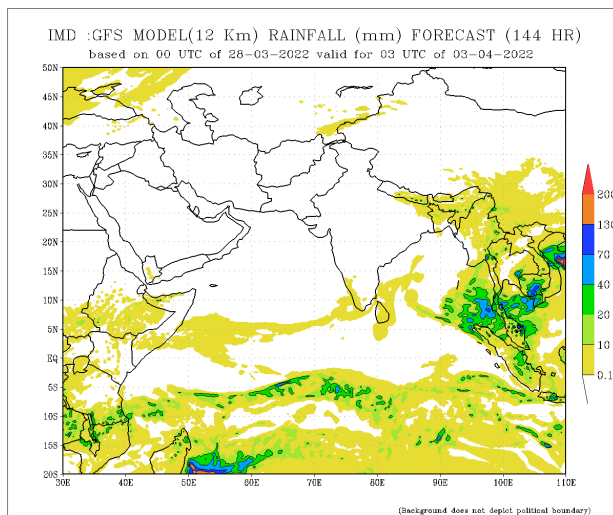 IMD :GFS MODEL(12 Km) RAINFALL (mm) FORECAST (144 HR)
based on 00 UTC of 28-03-2022 valid for 03 UTC of 03-04-2022
50N
45N
40N
35N
30N
25N
20N
15N
10N
5N
EQ
5S
10S
15S
20S
30E 40E 50E 60E 70E 80E 90E 100E 110E
200
130
70
40
20
10
0.1
(Background does not depict political boundary)